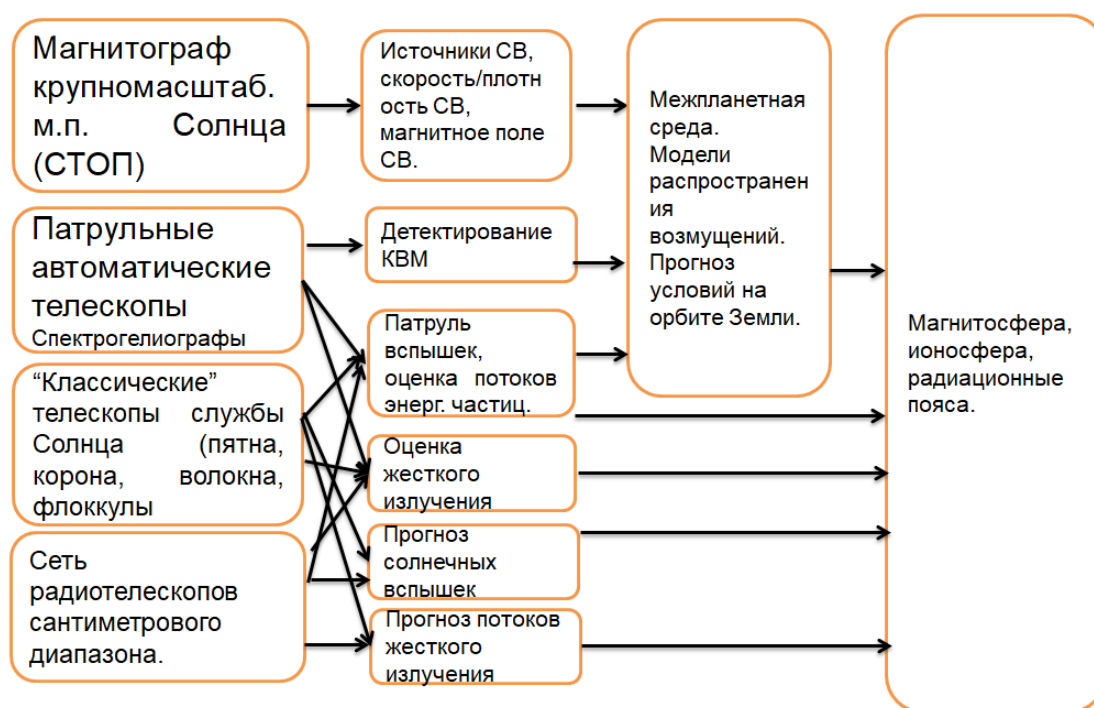 Магнитограф
крупномасштаб.
м.п. Солнца
(СТОП)
Патрульные
автоматические
телескопы
Спектрогелиографы
“Классические”
телескопы службы
Солнца (пятна,
корона, волокна,
флоккулы
Сеть
радиотелескопов
сантиметрового
диапазона.
Источники СВ,
скорость/плотн
ость СВ,
магнитное поле
СВ.
Детектирование
КВМ
Патруль
вспышек,
оценка потоков
энерг. частиц.
Оценка
жесткого
излучения
Прогноз
солнечных
вспышек
Прогноз потоков
жесткого
излучения
Межпланетная
среда.
Модели
распространен
ия
возмущений.
Прогноз
условий на
орбите Земли.
Магнитосфера,
ионосфера,
радиационные
пояса.